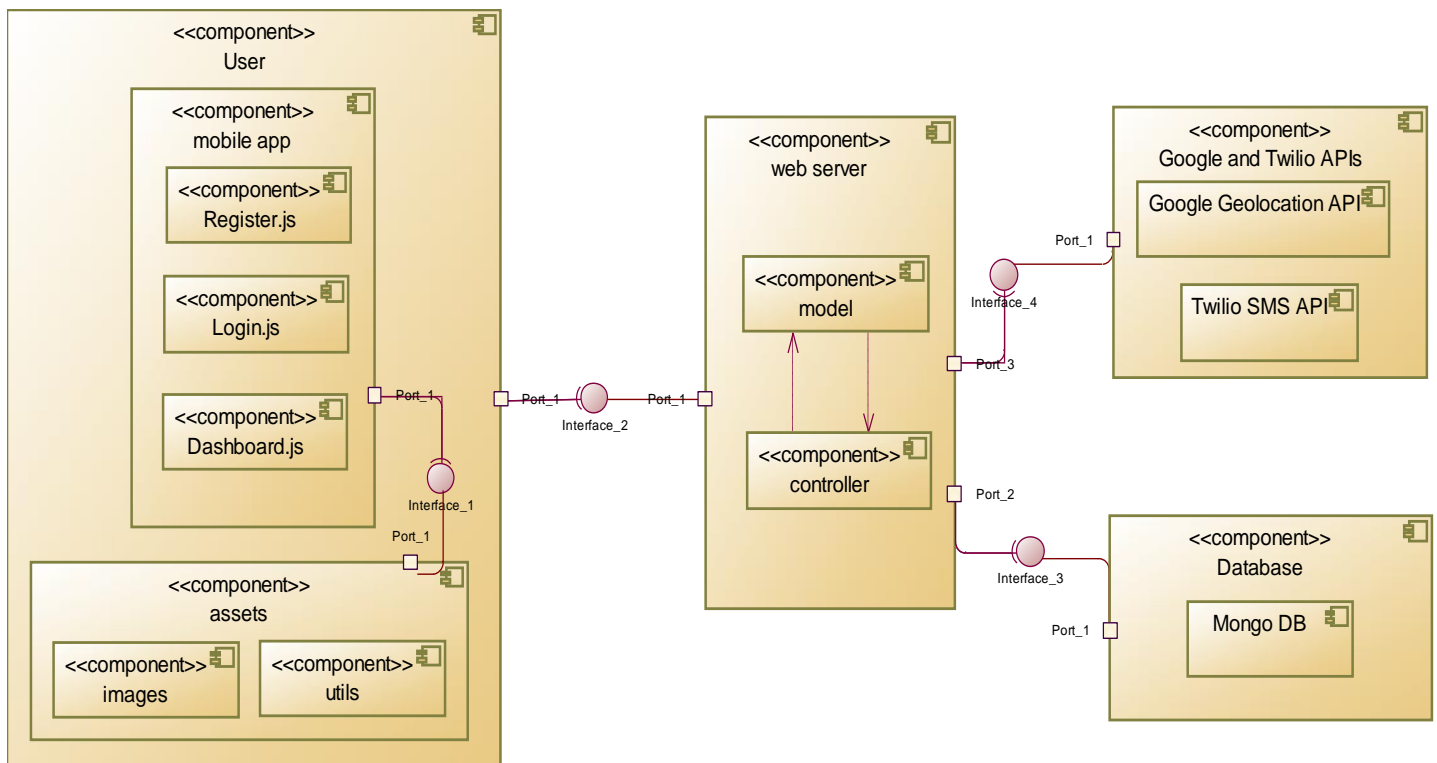 <<component>>
User
<<component>>
mobile app
<<component>>
Register.js
<<component>>
Login.js
<<component>>
Dashboard.js
Port_1
Interface_1
Port_1
<<component>>
assets
<<component>>
images
<<component>>
utils
Port_1
Interface_2
Port_1
<<component>>
web server
<<component>>
model
<<component>>
controller
Port_3
Interface_4
Port_1
Port_2
Interface_3
Port_1
<<component>>
Google and Twilio APIs
Google Geolocation API
Twilio SMS API
<<component>>
Database
Mongo DB